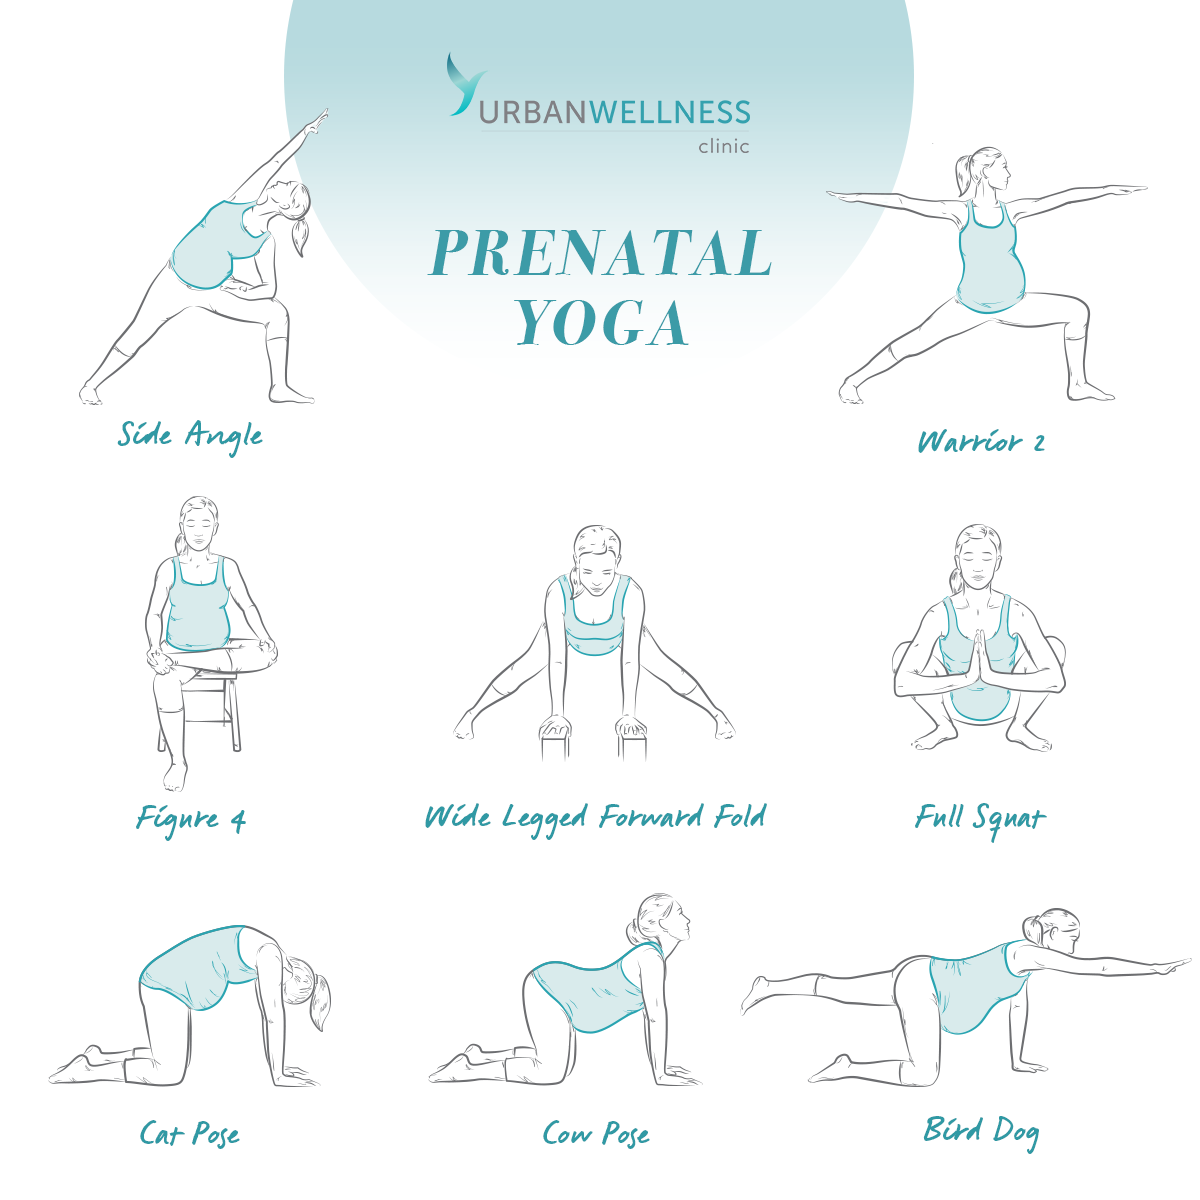 URBANWELLNESS
clinic
PRENATAL
YOGA
Side Angle
Warrior 2
Figure 4
Wide Legged Forward Fold
Full Squat
Cat Pose
Cow Pose
Bird Dog